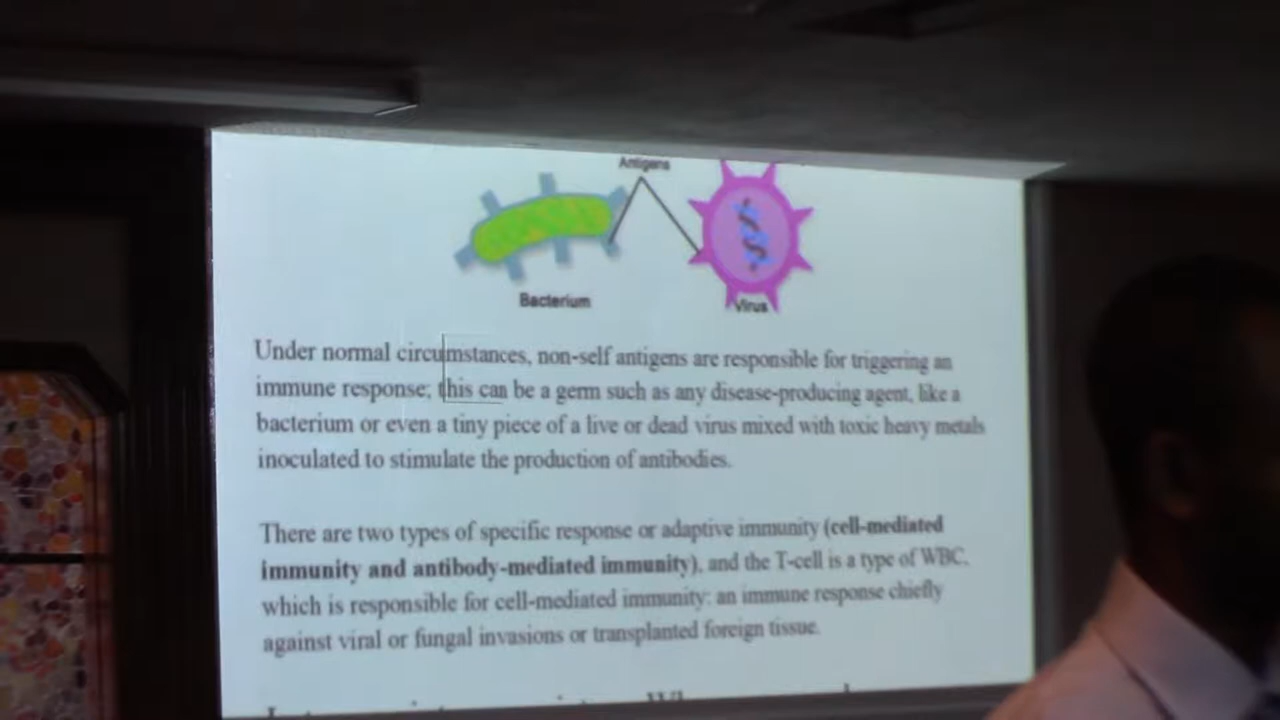 Antigens
Bacterium
Virus
Under normal circumstances, non-self antigens are responsible for triggering an
immune response; this can be a germ such as any disease-producing agent, like a
bacterium or even a tiny piece of a live or dead virus mixed with toxic heavy metals
inoculated to stimulate the production of antibodies.
There are two types of specific response or adaptive immunity (cell-mediated
immunity and antibody-mediated immunity), and the T-cell is a type of WBC,
which is responsible for cell-mediated immunity: an immune response chiefly
against viral or fungal invasions or transplanted foreign tissue.